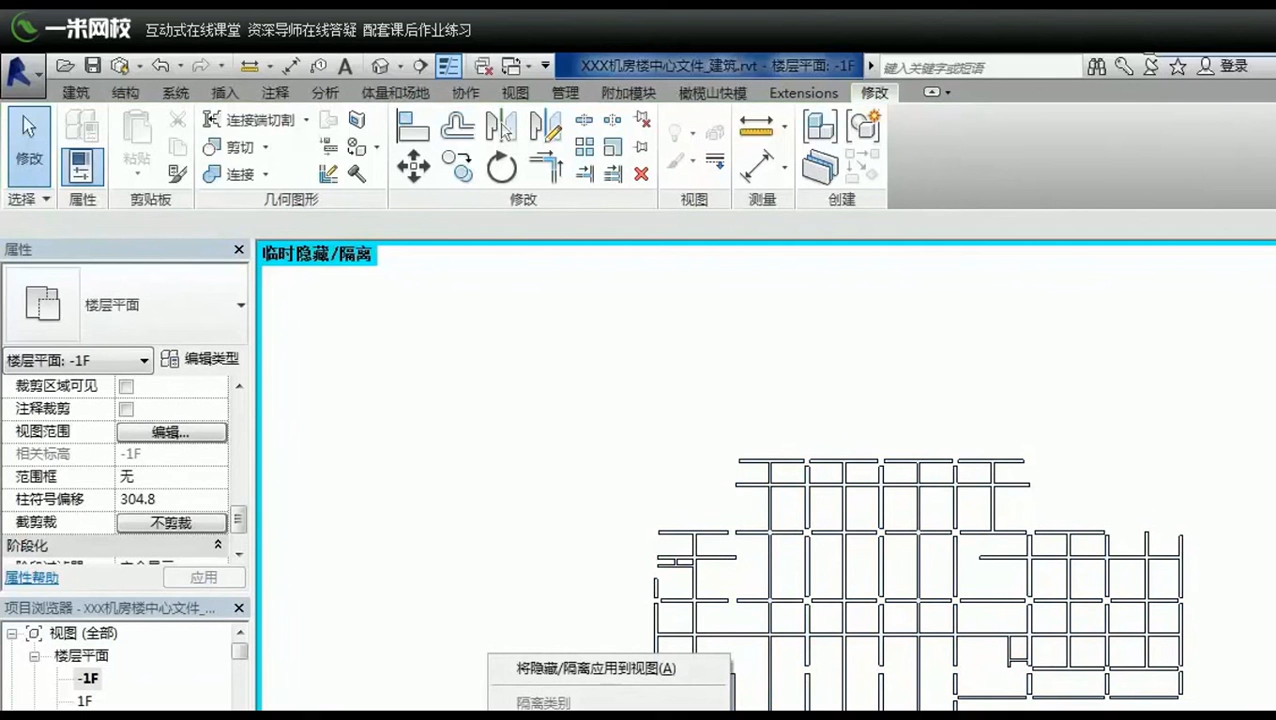 一米网校 互动式在线课堂 资深导师在线答疑 配套课后作业练习
XXX机房楼中心文件_建筑.rvt - 楼层平面: -1F 键入关键字或短语 登录
建筑 结构 系统 插入 注释 分析 体量和场地 协作 视图 管理 附加模块 橄榄山快模 Extensions 修改
修改 粘贴 连接端切割
剪切
连接
选择 属性 剪贴板 几何图形 修改 视图 测量 创建
属性
临时隐藏/隔离
楼层平面
楼层平面: -1F 编辑类型
裁剪区域可见
注释裁剪
视图范围 编辑...
相关标高 -1F
范围框 无
柱符号偏移 304.8
截剪裁 不剪裁
阶段化
属性帮助 应用
项目浏览器 - XXX机房楼中心文件_...
视图 (全部)
楼层平面
-1F
1F
将隐藏/隔离应用到视图(A)
隔离类别